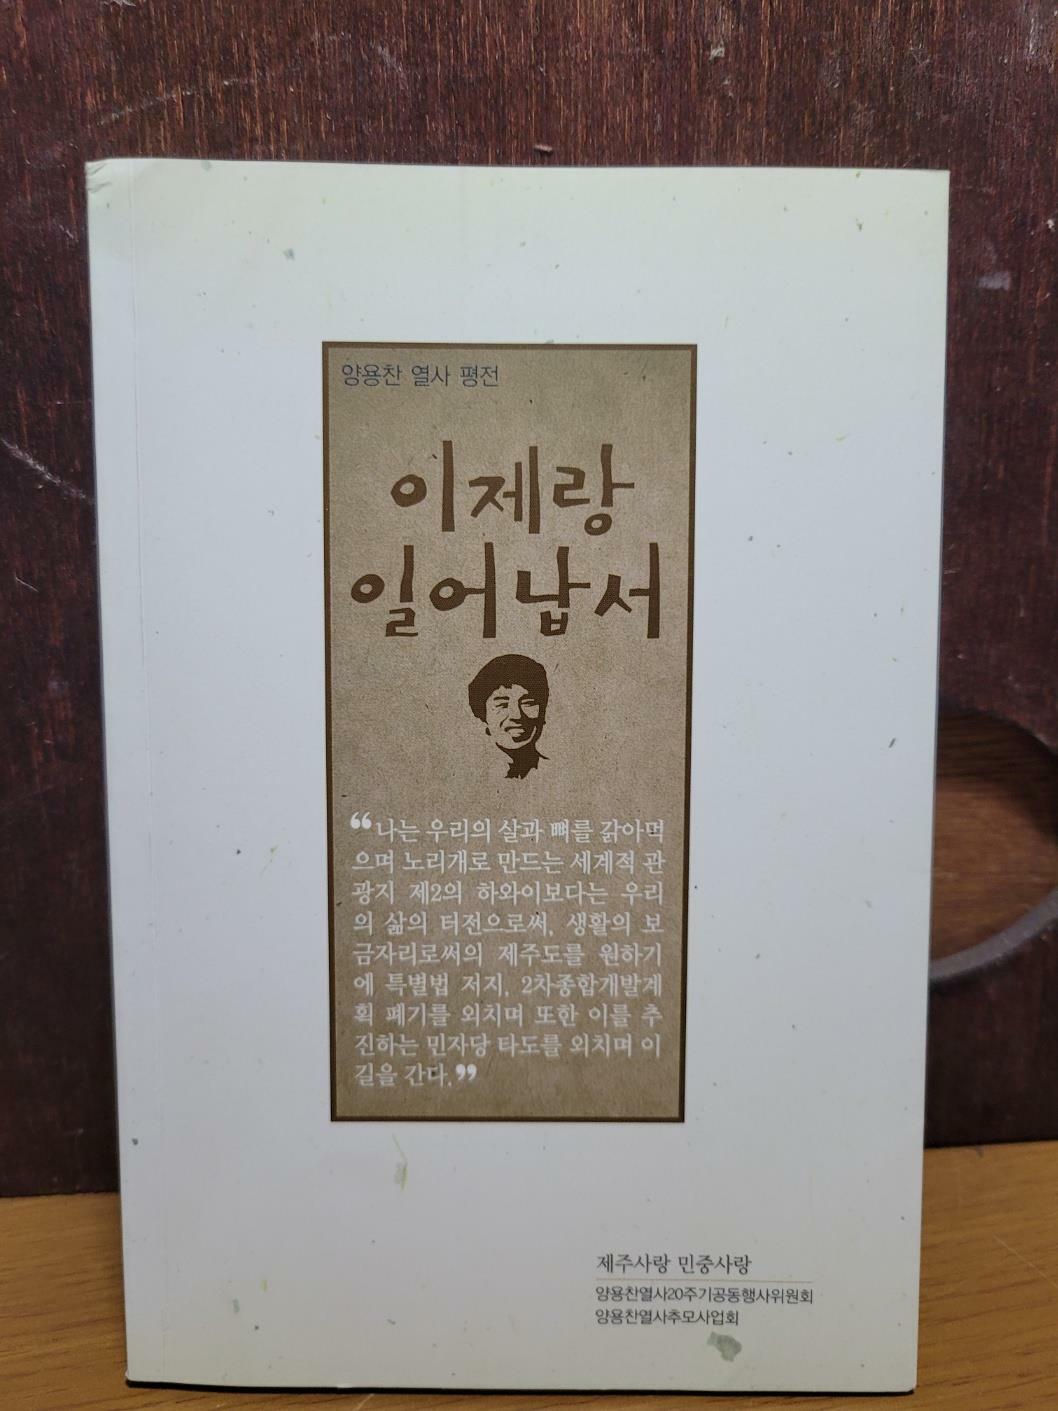 양용찬 열사 평전
이제랑
일어납서
“나는 우리의 살과 뼈를 갉아먹
으며 노리개로 만드는 세계적 관
광지 제2의 하와이보다는 우리
의 삶의 터전으로써, 생활의 보
금자리로써의 제주도를 원하기
에 특별법 저지, 2차종합개발계
획 폐기를 외치며 또한 이를 추
진하는 민자당 타도를 외치며 이
길을 간다.”
제주사랑 민중사랑
양용찬열사20주기공동행사위원회
양용찬열사추모사업회